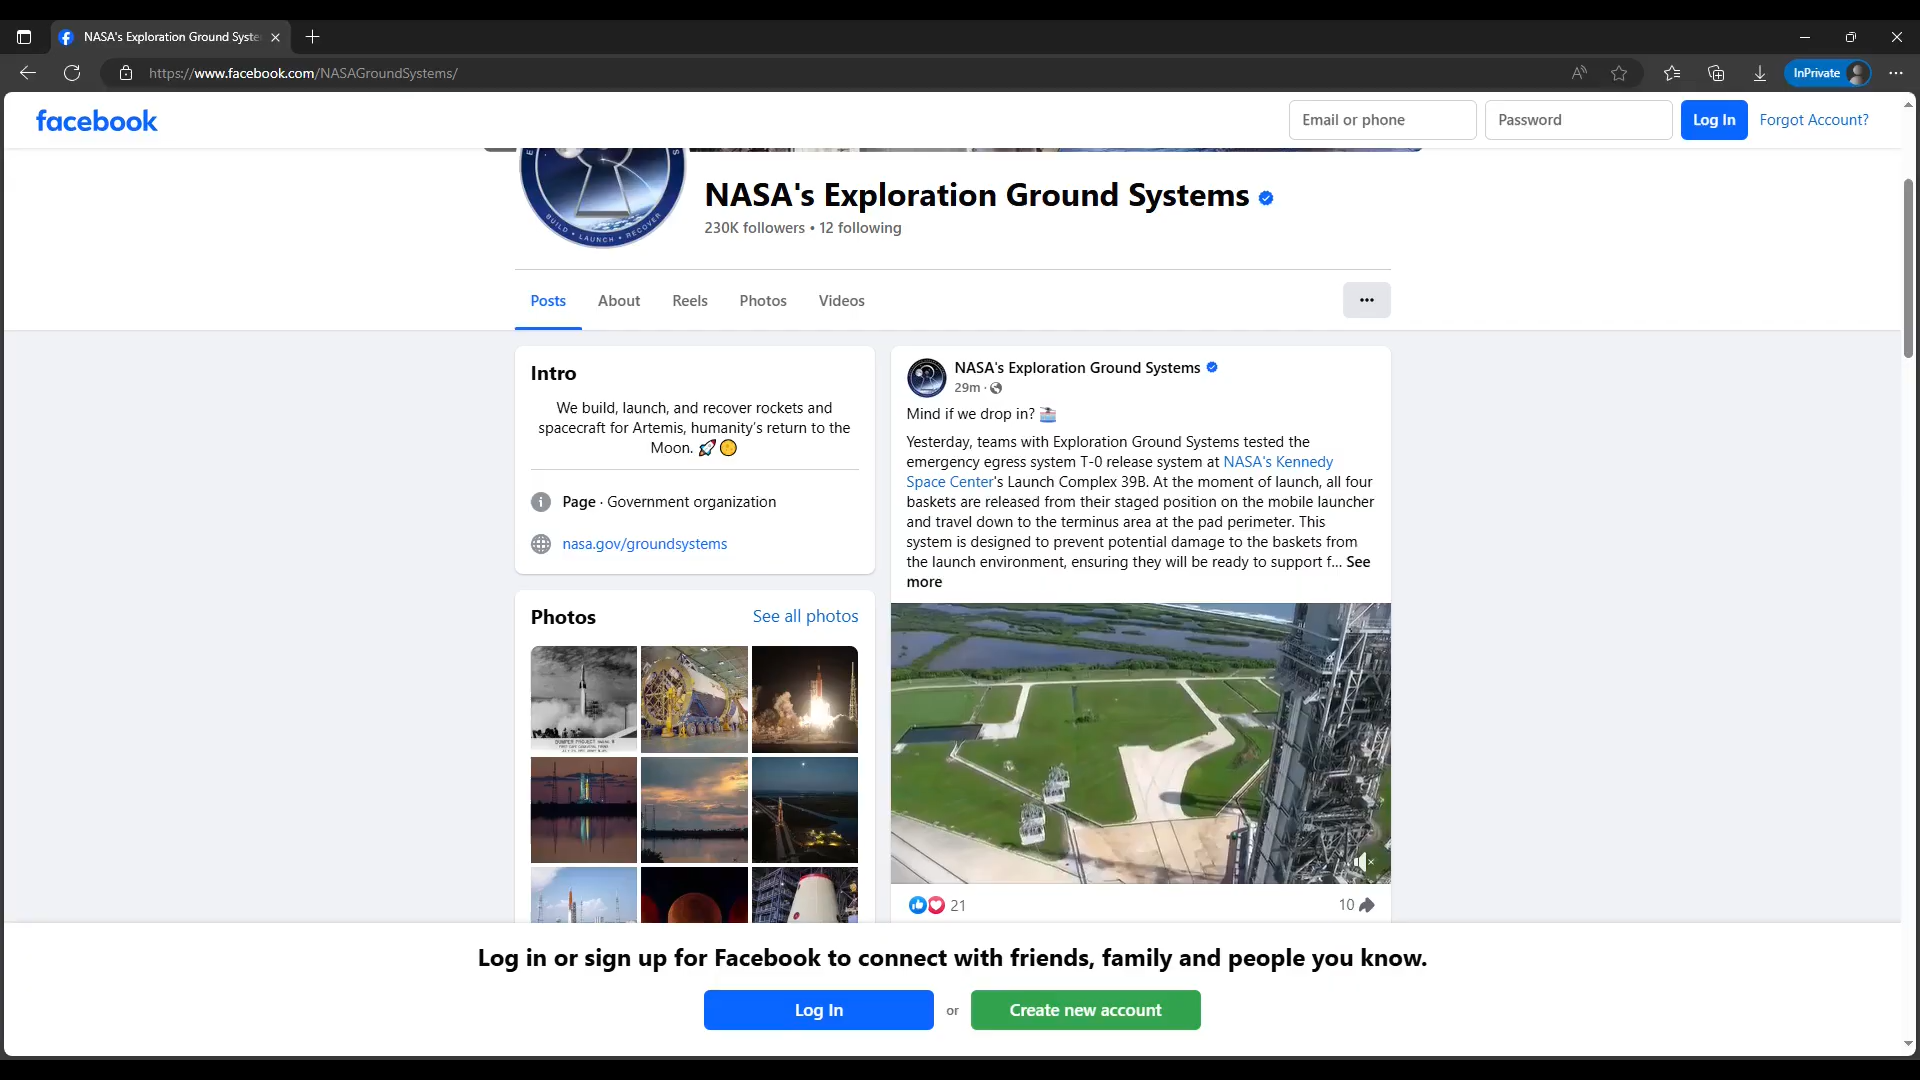 NASA's Exploration Ground Syste
https://www.facebook.com/NASAGroundSystems/
InPrivate
facebook
Email or phone
Password
Log In
Forgot Account?
BUILD • LAUNCH • RECOVER
NASA's Exploration Ground Systems
230K followers • 12 following
Posts
About
Reels
Photos
Videos
Intro
We build, launch, and recover rockets and
spacecraft for Artemis, humanity's return to the
Moon. 🚀🌕
Page · Government organization
nasa.gov/groundsystems
Photos
See all photos
NASA's Exploration Ground Systems
29m ·
Mind if we drop in? 🚡
Yesterday, teams with Exploration Ground Systems tested the
emergency egress system T-0 release system at NASA's Kennedy
Space Center's Launch Complex 39B. At the moment of launch, all four
baskets are released from their staged position on the mobile launcher
and travel down to the terminus area at the pad perimeter. This
system is designed to prevent potential damage to the baskets from
the launch environment, ensuring they will be ready to support f... See
more
21
10
Log in or sign up for Facebook to connect with friends, family and people you know.
Log In
or
Create new account